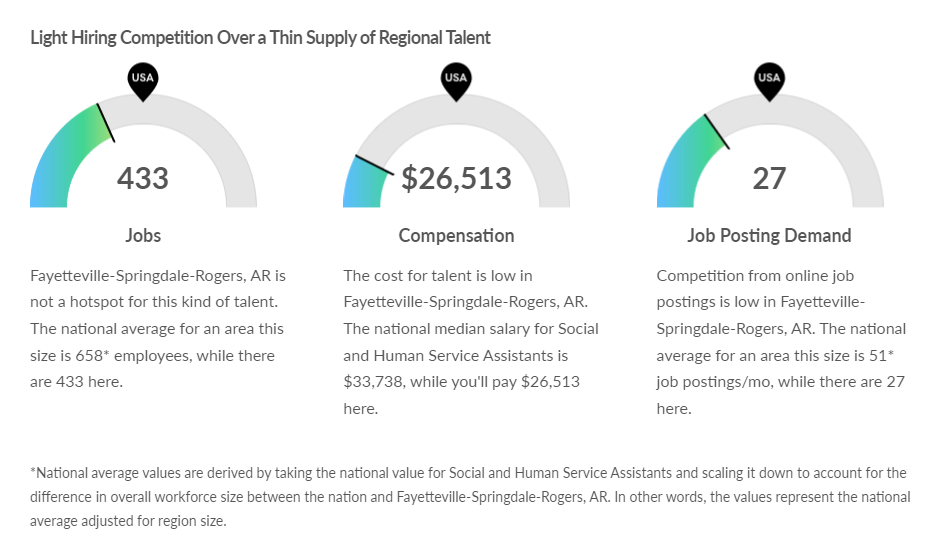 Light Hiring Competition Over a Thin Supply of Regional Talent
USA
USA
USA
433
$26,513
27
Jobs
Compensation
Job Posting Demand
Fayetteville-Springdale-Rogers, AR is
not a hotspot for this kind of talent.
The national average for an area this
size is 658* employees, while there
are 433 here.
The cost for talent is low in
Fayetteville-Springdale-Rogers, AR.
The national median salary for Social
and Human Service Assistants is
$33,738, while you'll pay $26,513
here.
Competition from online job
postings is low in Fayetteville-
Springdale-Rogers, AR. The national
average for an area this size is 51*
job postings/mo, while there are 27
here.
*National average values are derived by taking the national value for Social and Human Service Assistants and scaling it down to account for the
difference in overall workforce size between the nation and Fayetteville-Springdale-Rogers, AR. In other words, the values represent the national
average adjusted for region size.